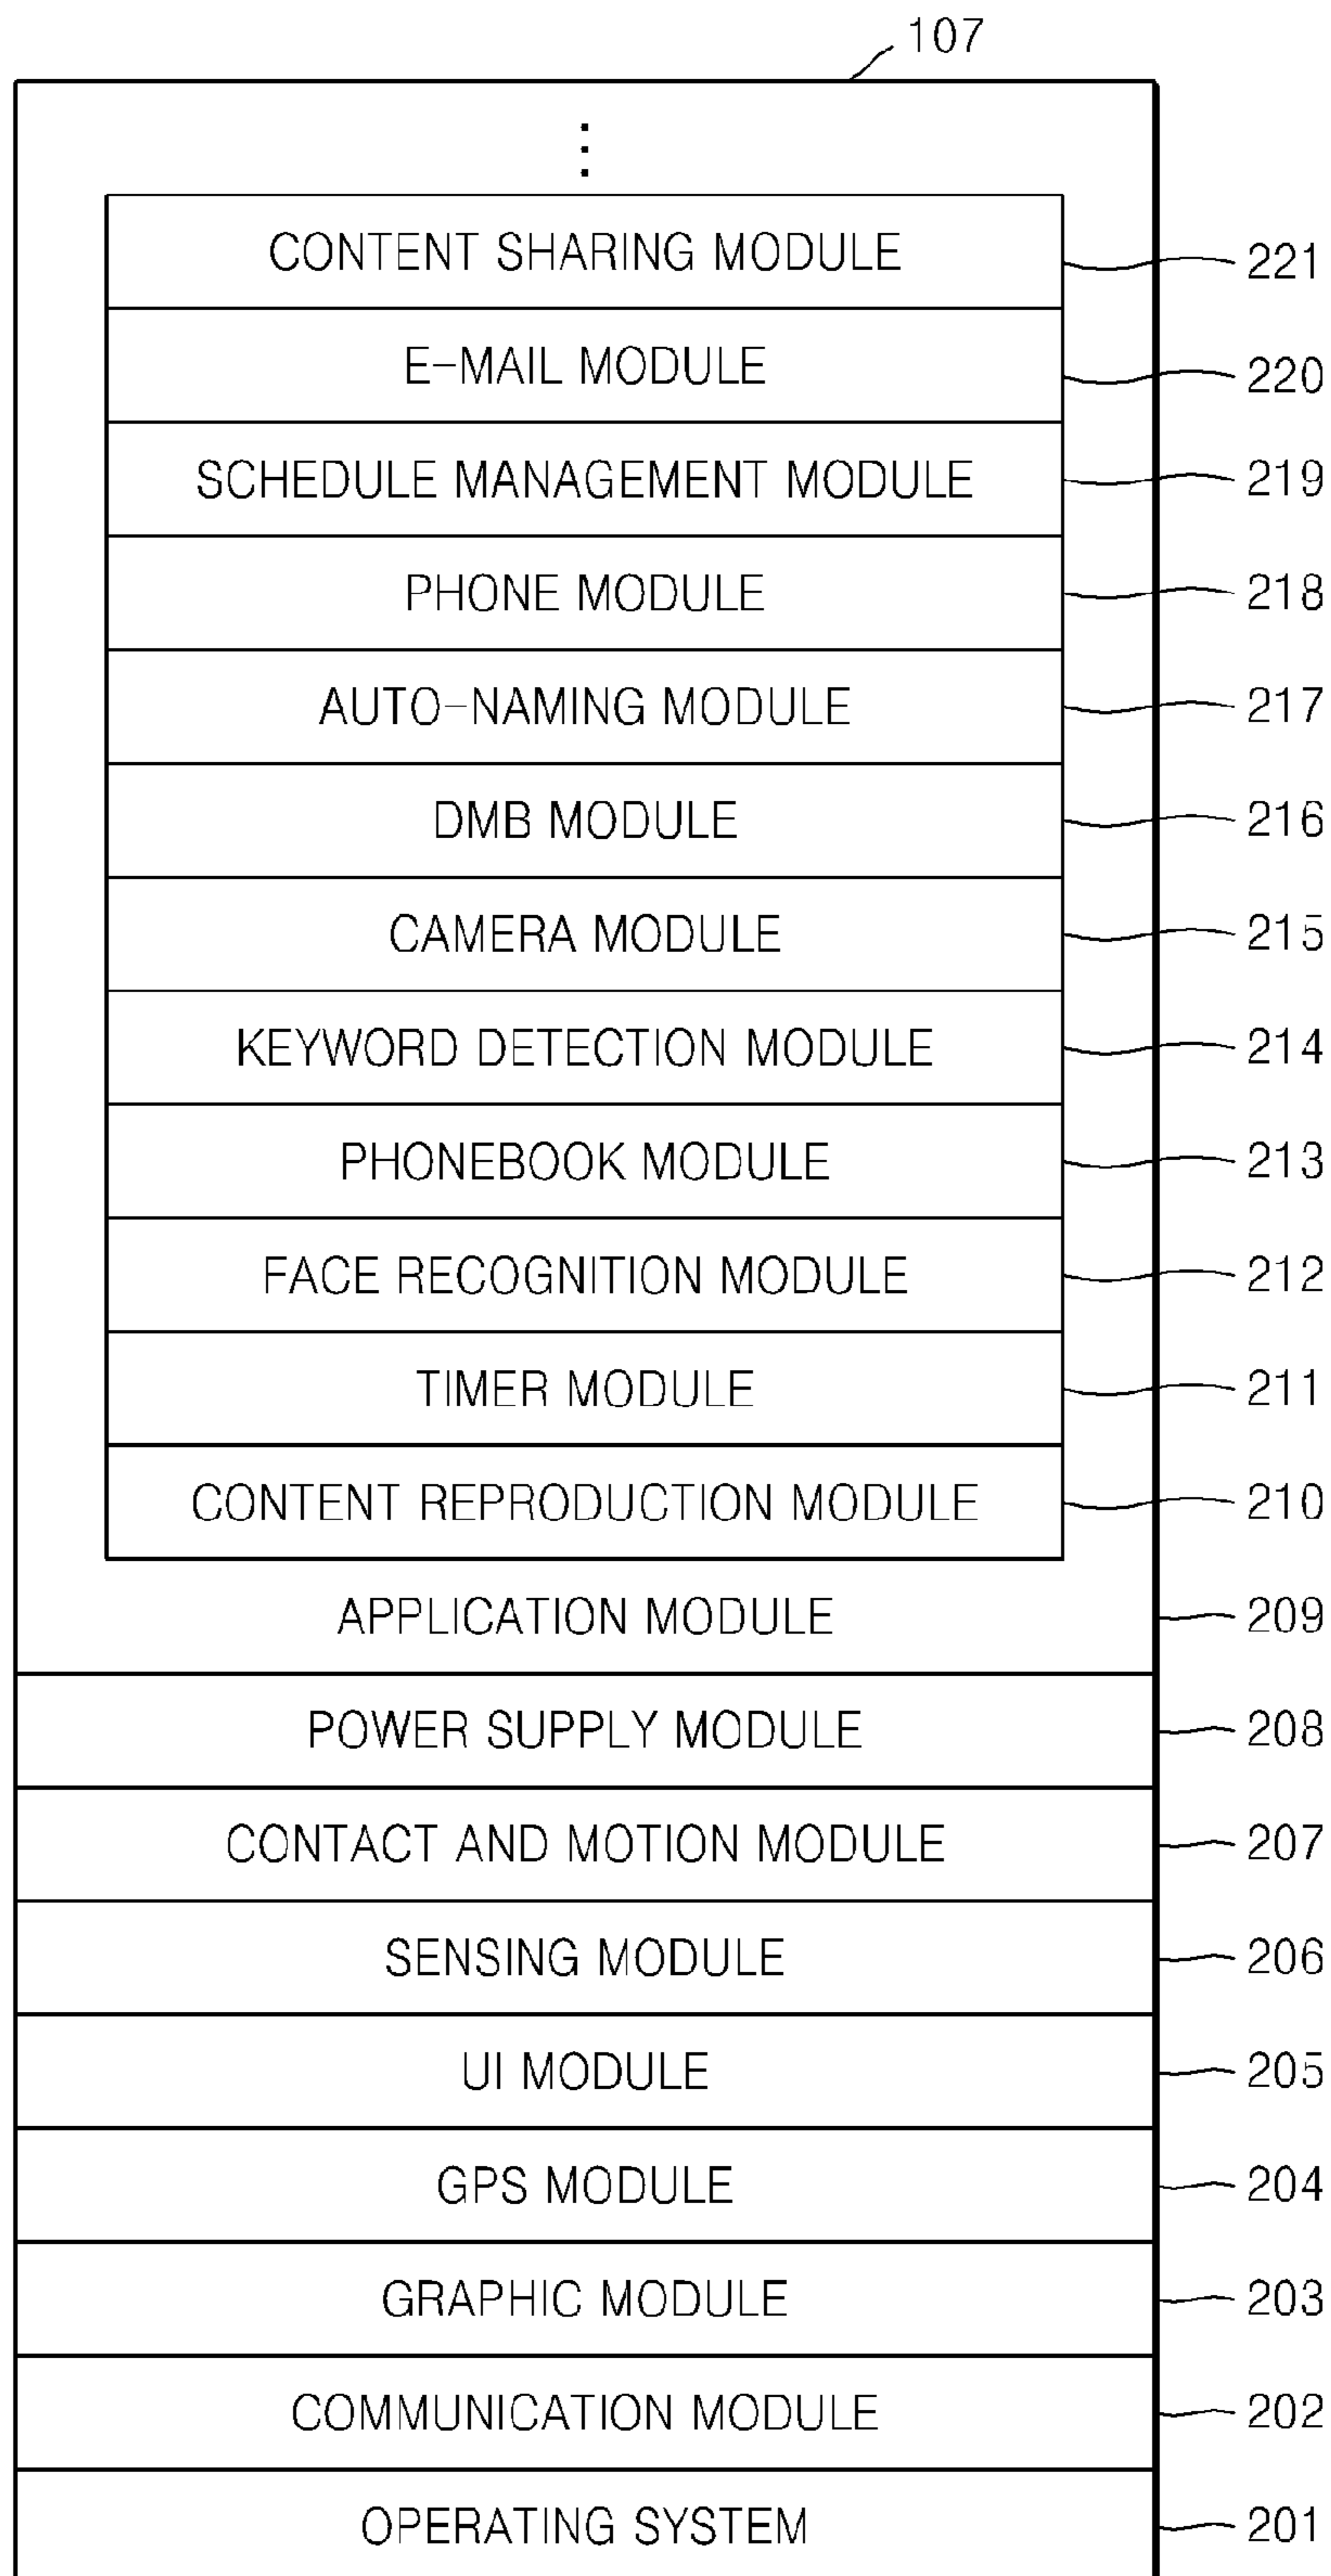 107
CONTENT SHARING MODULE 221
E-MAIL MODULE 220
SCHEDULE MANAGEMENT MODULE 219
PHONE MODULE 218
AUTO-NAMING MODULE 217
DMB MODULE 216
CAMERA MODULE 215
KEYWORD DETECTION MODULE 214
PHONEBOOK MODULE 213
FACE RECOGNITION MODULE 212
TIMER MODULE 211
CONTENT REPRODUCTION MODULE 210
APPLICATION MODULE 209
POWER SUPPLY MODULE 208
CONTACT AND MOTION MODULE 207
SENSING MODULE 206
UI MODULE 205
GPS MODULE 204
GRAPHIC MODULE 203
COMMUNICATION MODULE 202
OPERATING SYSTEM 201